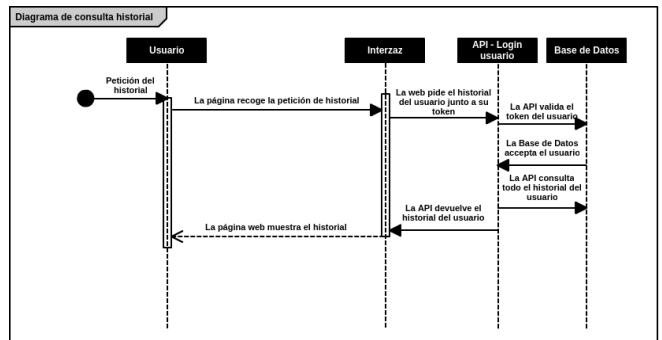 Diagrama de consulta historial
Usuario
Interzaz
API - Login
usuario
Base de Datos
Petición del
historial
La página recoge la petición de historial
La web pide el historial
del usuario junto a su
token
La API valida el
token del usuario
La Base de Datos
accepta el usuario
La API consulta
todo el historial del
usuario
La API devuelve el
historial del usuario
La página web muestra el historial